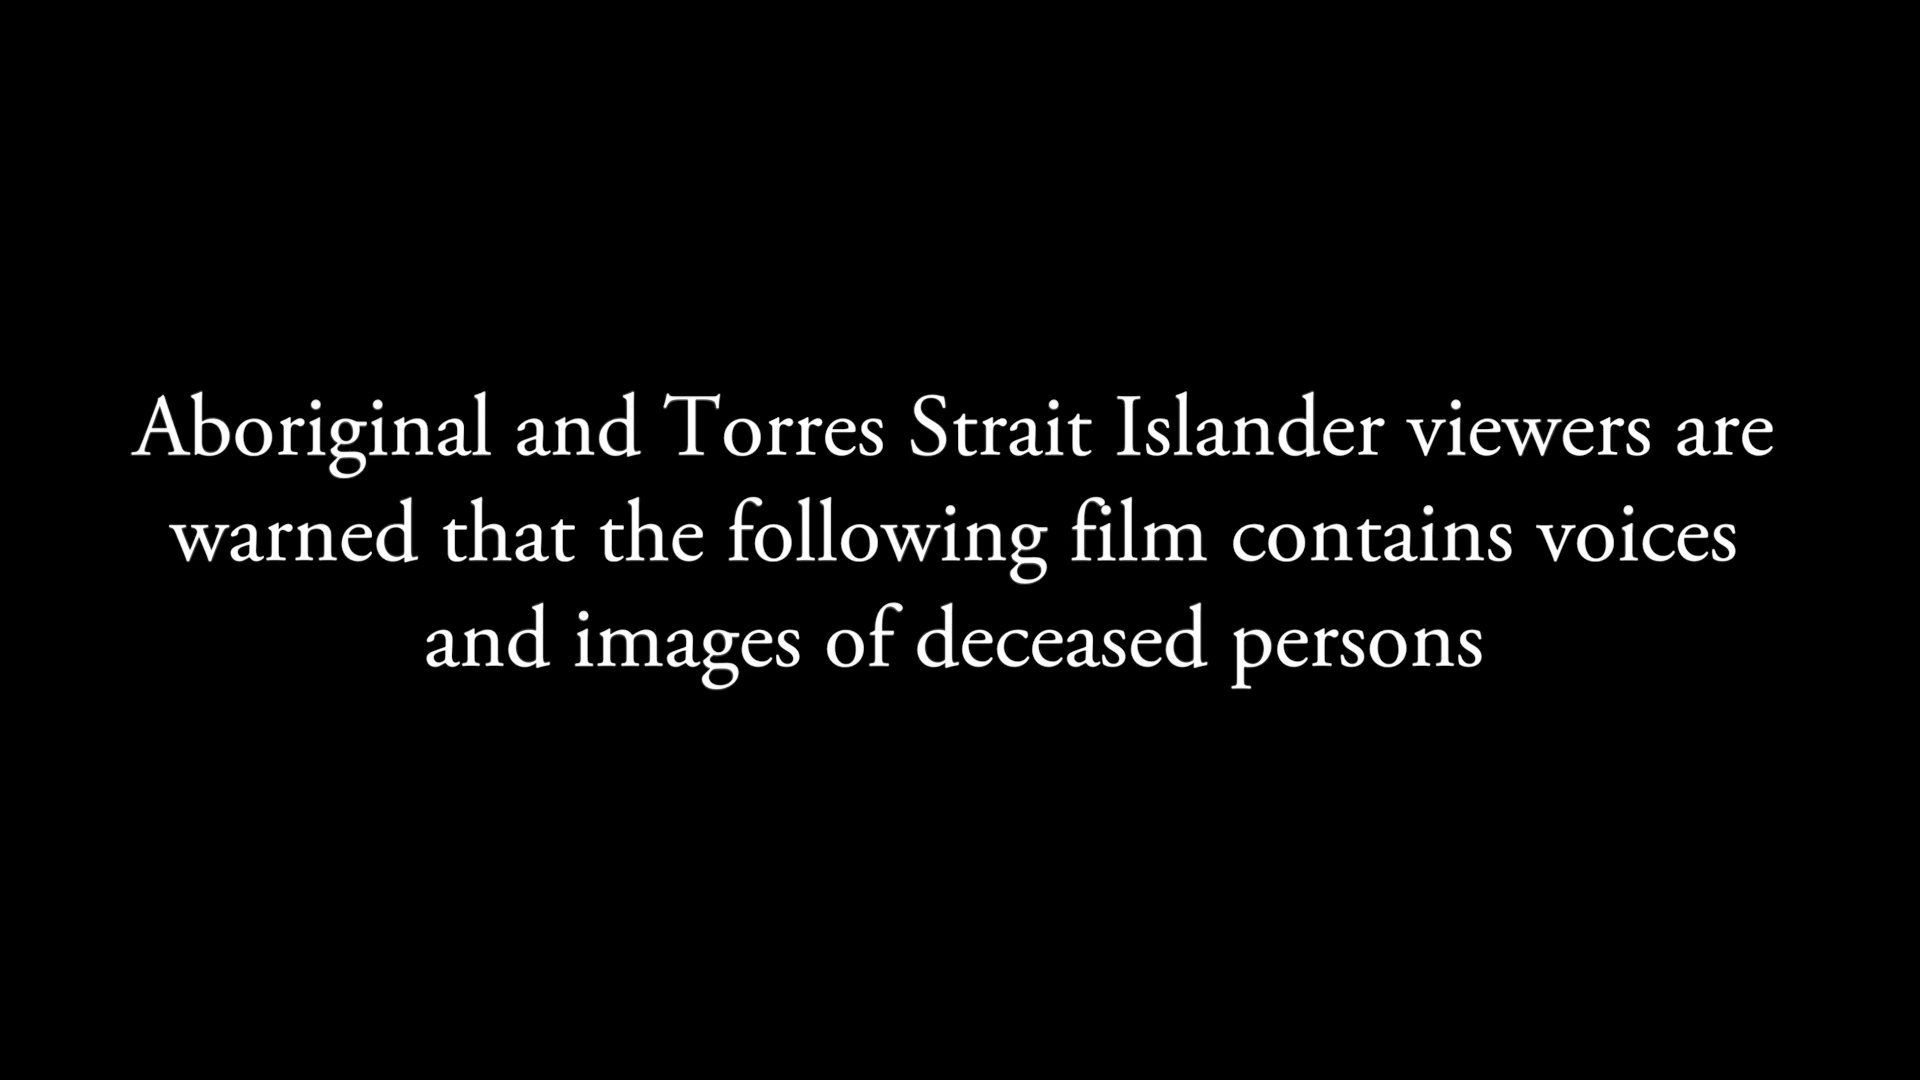 Aboriginal and Torres Strait Islander viewers are
warned that the following film contains voices
and images of deceased persons